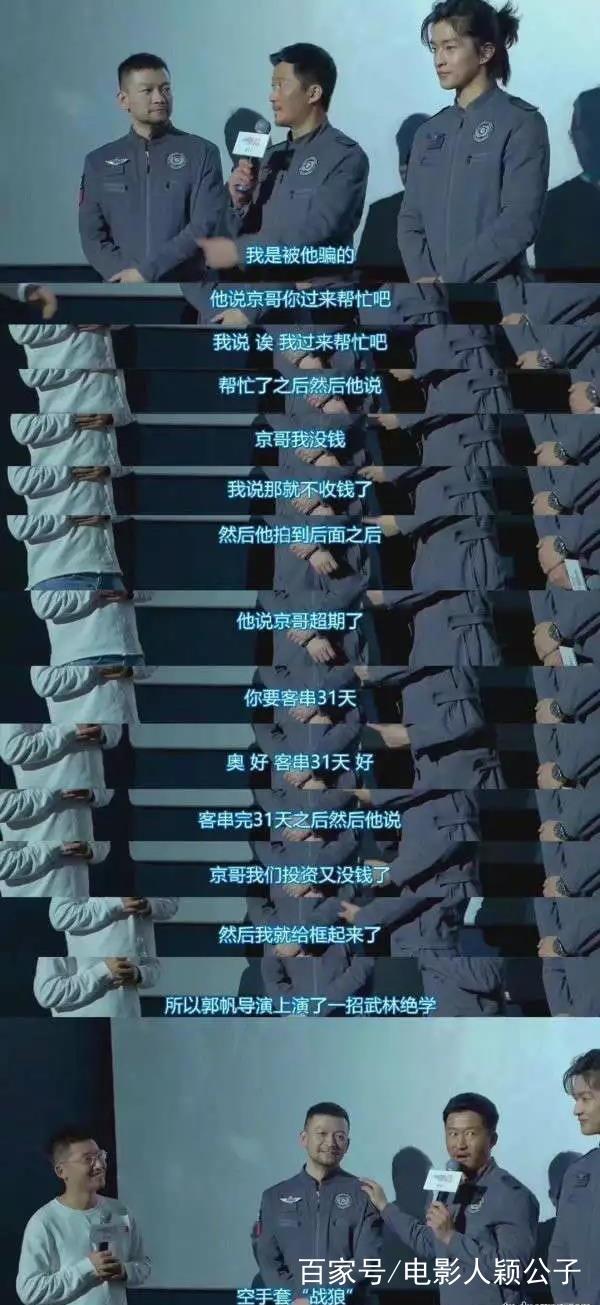 我是被他骗的
他说京哥你过来帮忙吧
我说 诶 我过来帮忙吧
帮忙了之后然后他说
京哥我没钱
我说那就不收钱了
然后他拍到后面之后
他说京哥超期了
你要客串31天
奥 好 客串31天 好
客串完31天之后然后他说
京哥我们投资又没钱了
然后我就给框起来了
所以郭帆导演上演了一招武林绝学
百家号/电影人颖公子
空手套“战狼”